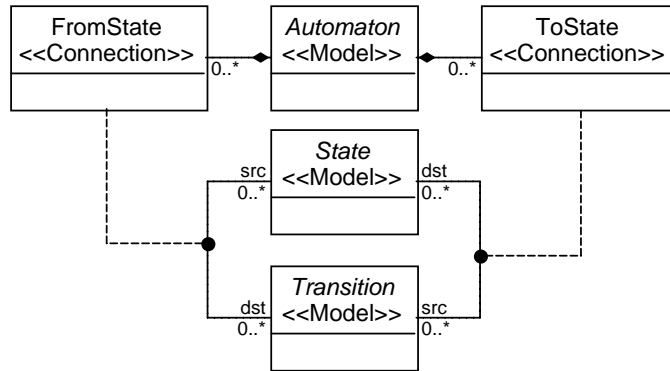 FromState
<<Connection>>
0..*
Automaton
<<Model>>
ToState
<<Connection>>
0..*
State
<<Model>>
src
0..*
dst
0..*
Transition
<<Model>>
dst
0..*
src
0..*